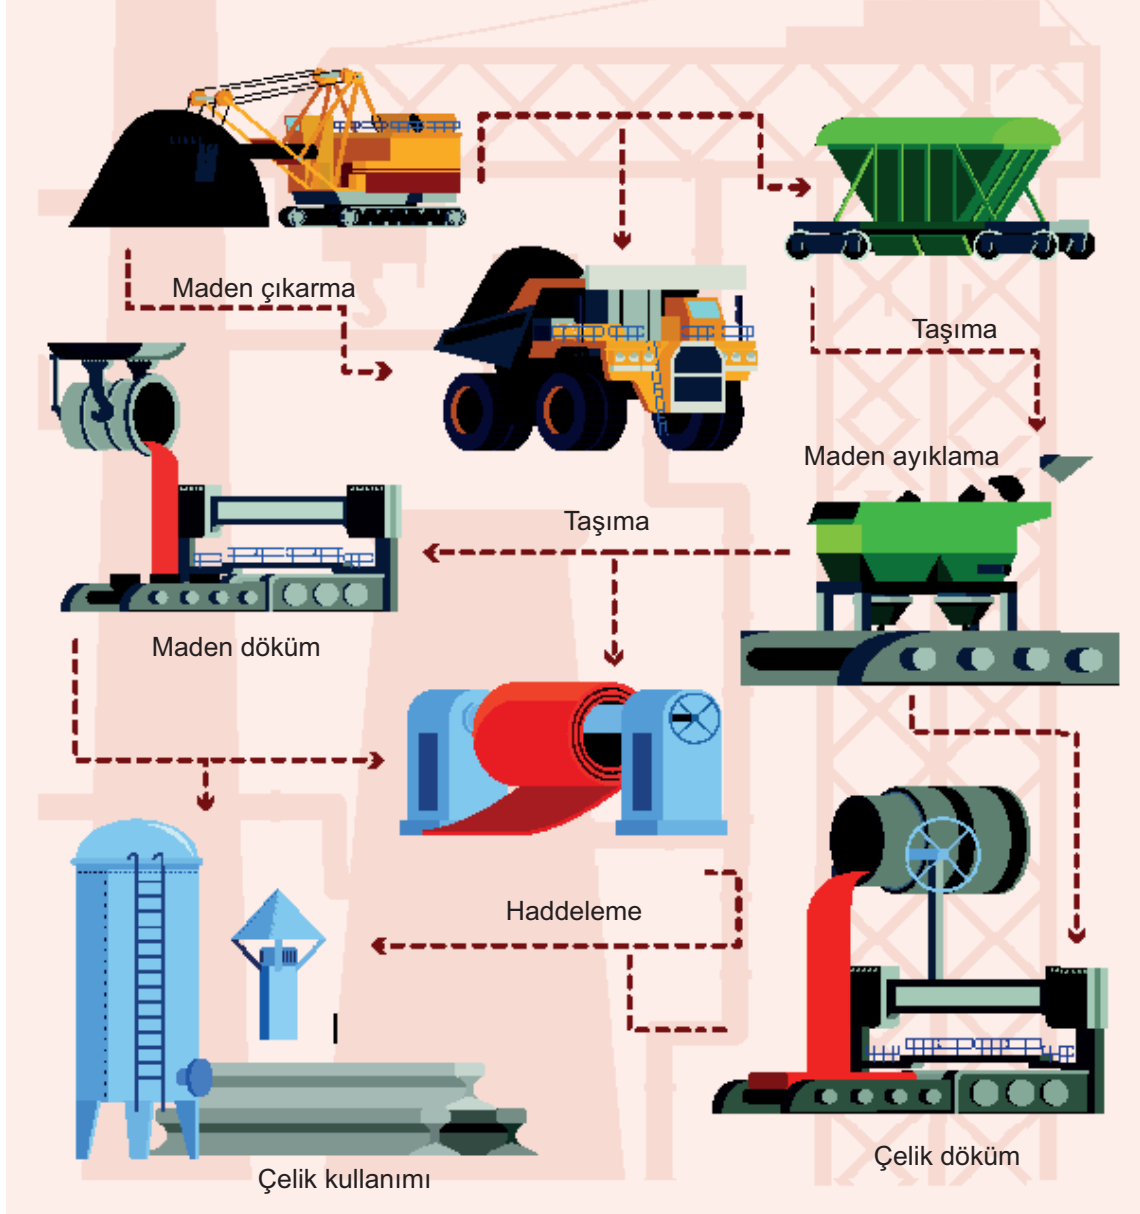 Maden çıkarma
Taşıma
Maden ayıklama
Taşıma
Maden döküm
Haddeleme
Çelik döküm
Çelik kullanımı